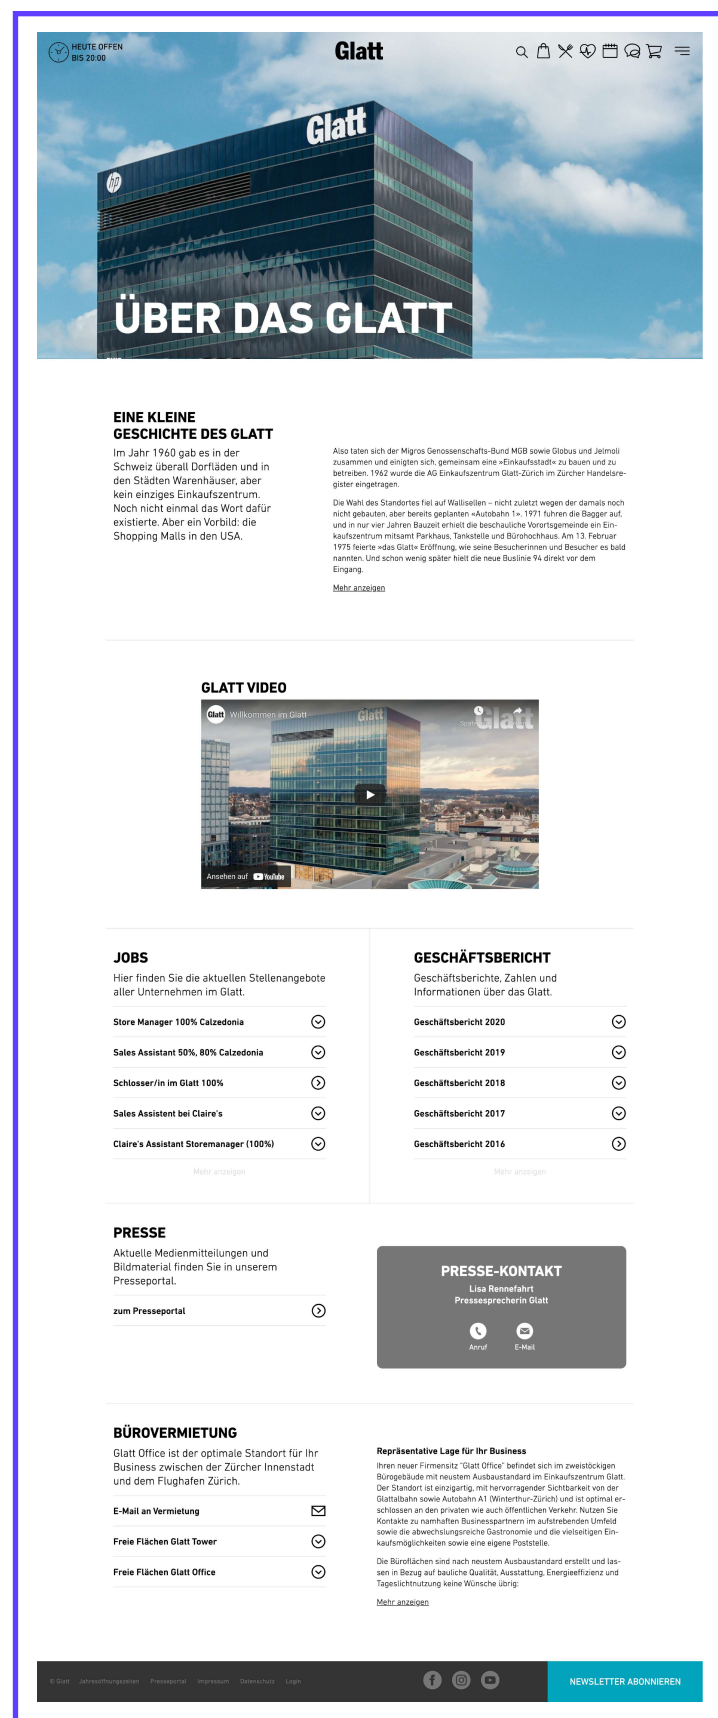 HEUTE OFFEN
BIS 20:00
Glatt
Glatt
hp
ÜBER DAS GLATT
EINE KLEINE
GESCHICHTE DES GLATT
Im Jahr 1960 gab es in der
Schweiz überall Dorfläden und in
den Städten Warenhäuser, aber
kein einziges Einkaufszentrum.
Noch nicht einmal das Wort dafür
existierte. Aber ein Vorbild: die
Shopping Malls in den USA.
Also taten sich der Migros Genossenschafts-Bund MGB sowie Globus und Jelmoli
zusammen und einigten sich, gemeinsam eine »Einkaufsstadt« zu bauen und zu
betreiben. 1962 wurde die AG Einkaufszentrum Glatt-Zürich im Zürcher Handelsre-
gister eingetragen.
Die Wahl des Standortes fiel auf Wallisellen – nicht zuletzt wegen der damals noch
nicht gebauten, aber bereits geplanten «Autobahn 1». 1971 fuhren die Bagger auf,
und in nur vier Jahren Bauzeit erhielt die beschauliche Vorortsgemeinde ein Ein-
kaufszentrum mitsamt Parkhaus, Tankstelle und Bürohochhaus. Am 13. Februar
1975 feierte »das Glatt« Eröffnung, wie seine Besucherinnen und Besucher es bald
nannten. Und schon wenig später hielt die neue Buslinie 94 direkt vor dem
Eingang.
Mehr anzeigen
GLATT VIDEO
Glatt
Willkommen im Glatt
Glatt
Glatt
Ansehen auf YouTube
JOBS
Hier finden Sie die aktuellen Stellenangebote
aller Unternehmen im Glatt.
Store Manager 100% Calzedonia
Sales Assistant 50%, 80% Calzedonia
Schlosser/in im Glatt 100%
Sales Assistent bei Claire's
Claire's Assistant Storemanager (100%)
Mehr anzeigen
GESCHÄFTSBERICHT
Geschäftsberichte, Zahlen und
Informationen über das Glatt.
Geschäftsbericht 2020
Geschäftsbericht 2019
Geschäftsbericht 2018
Geschäftsbericht 2017
Geschäftsbericht 2016
Mehr anzeigen
PRESSE
Aktuelle Medienmitteilungen und
Bildmaterial finden Sie in unserem
Presseportal.
zum Presseportal
PRESSE-KONTAKT
Lisa Rennefahrt
Pressesprecherin Glatt
Anruf
E-Mail
BÜROVERMIETUNG
Glatt Office ist der optimale Standort für Ihr
Business zwischen der Zürcher Innenstadt
und dem Flughafen Zürich.
E-Mail an Vermietung
Freie Flächen Glatt Tower
Freie Flächen Glatt Office
Repräsentative Lage für Ihr Business
Ihren neuer Firmensitz "Glatt Office" befindet sich im zweistöckigen
Bürogebäude mit neustem Ausbaustandard im Einkaufszentrum Glatt.
Der Standort ist einzigartig, mit hervorragender Sichtbarkeit von der
Glattalbahn sowie Autobahn A1 (Winterthur-Zürich) und ist optimal er-
schlossen an den privaten wie auch öffentlichen Verkehr. Nutzen Sie
Kontakte zu namhaften Businesspartnern im aufstrebenden Umfeld
sowie die abwechslungsreiche Gastronomie und die vielseitigen Ein-
kaufsmöglichkeiten sowie eine eigene Poststelle.
Die Büroflächen sind nach neustem Ausbaustandard erstellt und las-
sen in Bezug auf bauliche Qualität, Ausstattung, Energieeffizienz und
Tageslichtnutzung keine Wünsche übrig:
Mehr anzeigen
© Glatt Jahresöffnungszeiten Presseportal Impressum Datenschutz Login
NEWSLETTER ABONNIEREN